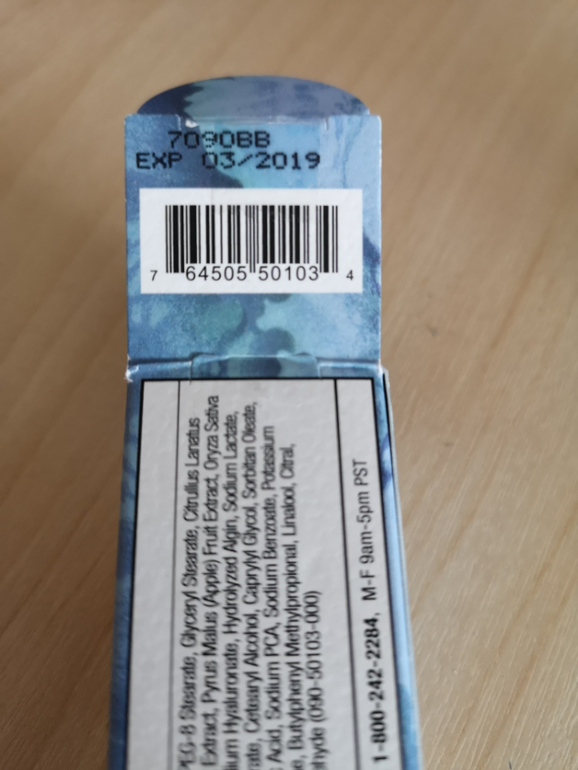 7090BB
EXP 03/2019
7 64505 50103 4
PEG-8 Stearate, Glyceryl Stearate, Citrullus Lanatus
Extract, Pyrus Malus (Apple) Fruit Extract, Oryza Sativa
ium Hyaluronate, Hydrolyzed Algin, Sodium Lactate,
rate, Cetearyl Alcohol, Caprylyl Glycol, Sorbitan Oleate,
Acid, Sodium PCA, Sodium Benzoate, Potassium
e, Butylphenyl Methylpropional, Linalool, Citral,
ehyde (090-50103-000)
1-800-242-2284, M-F 9am-5pm PST